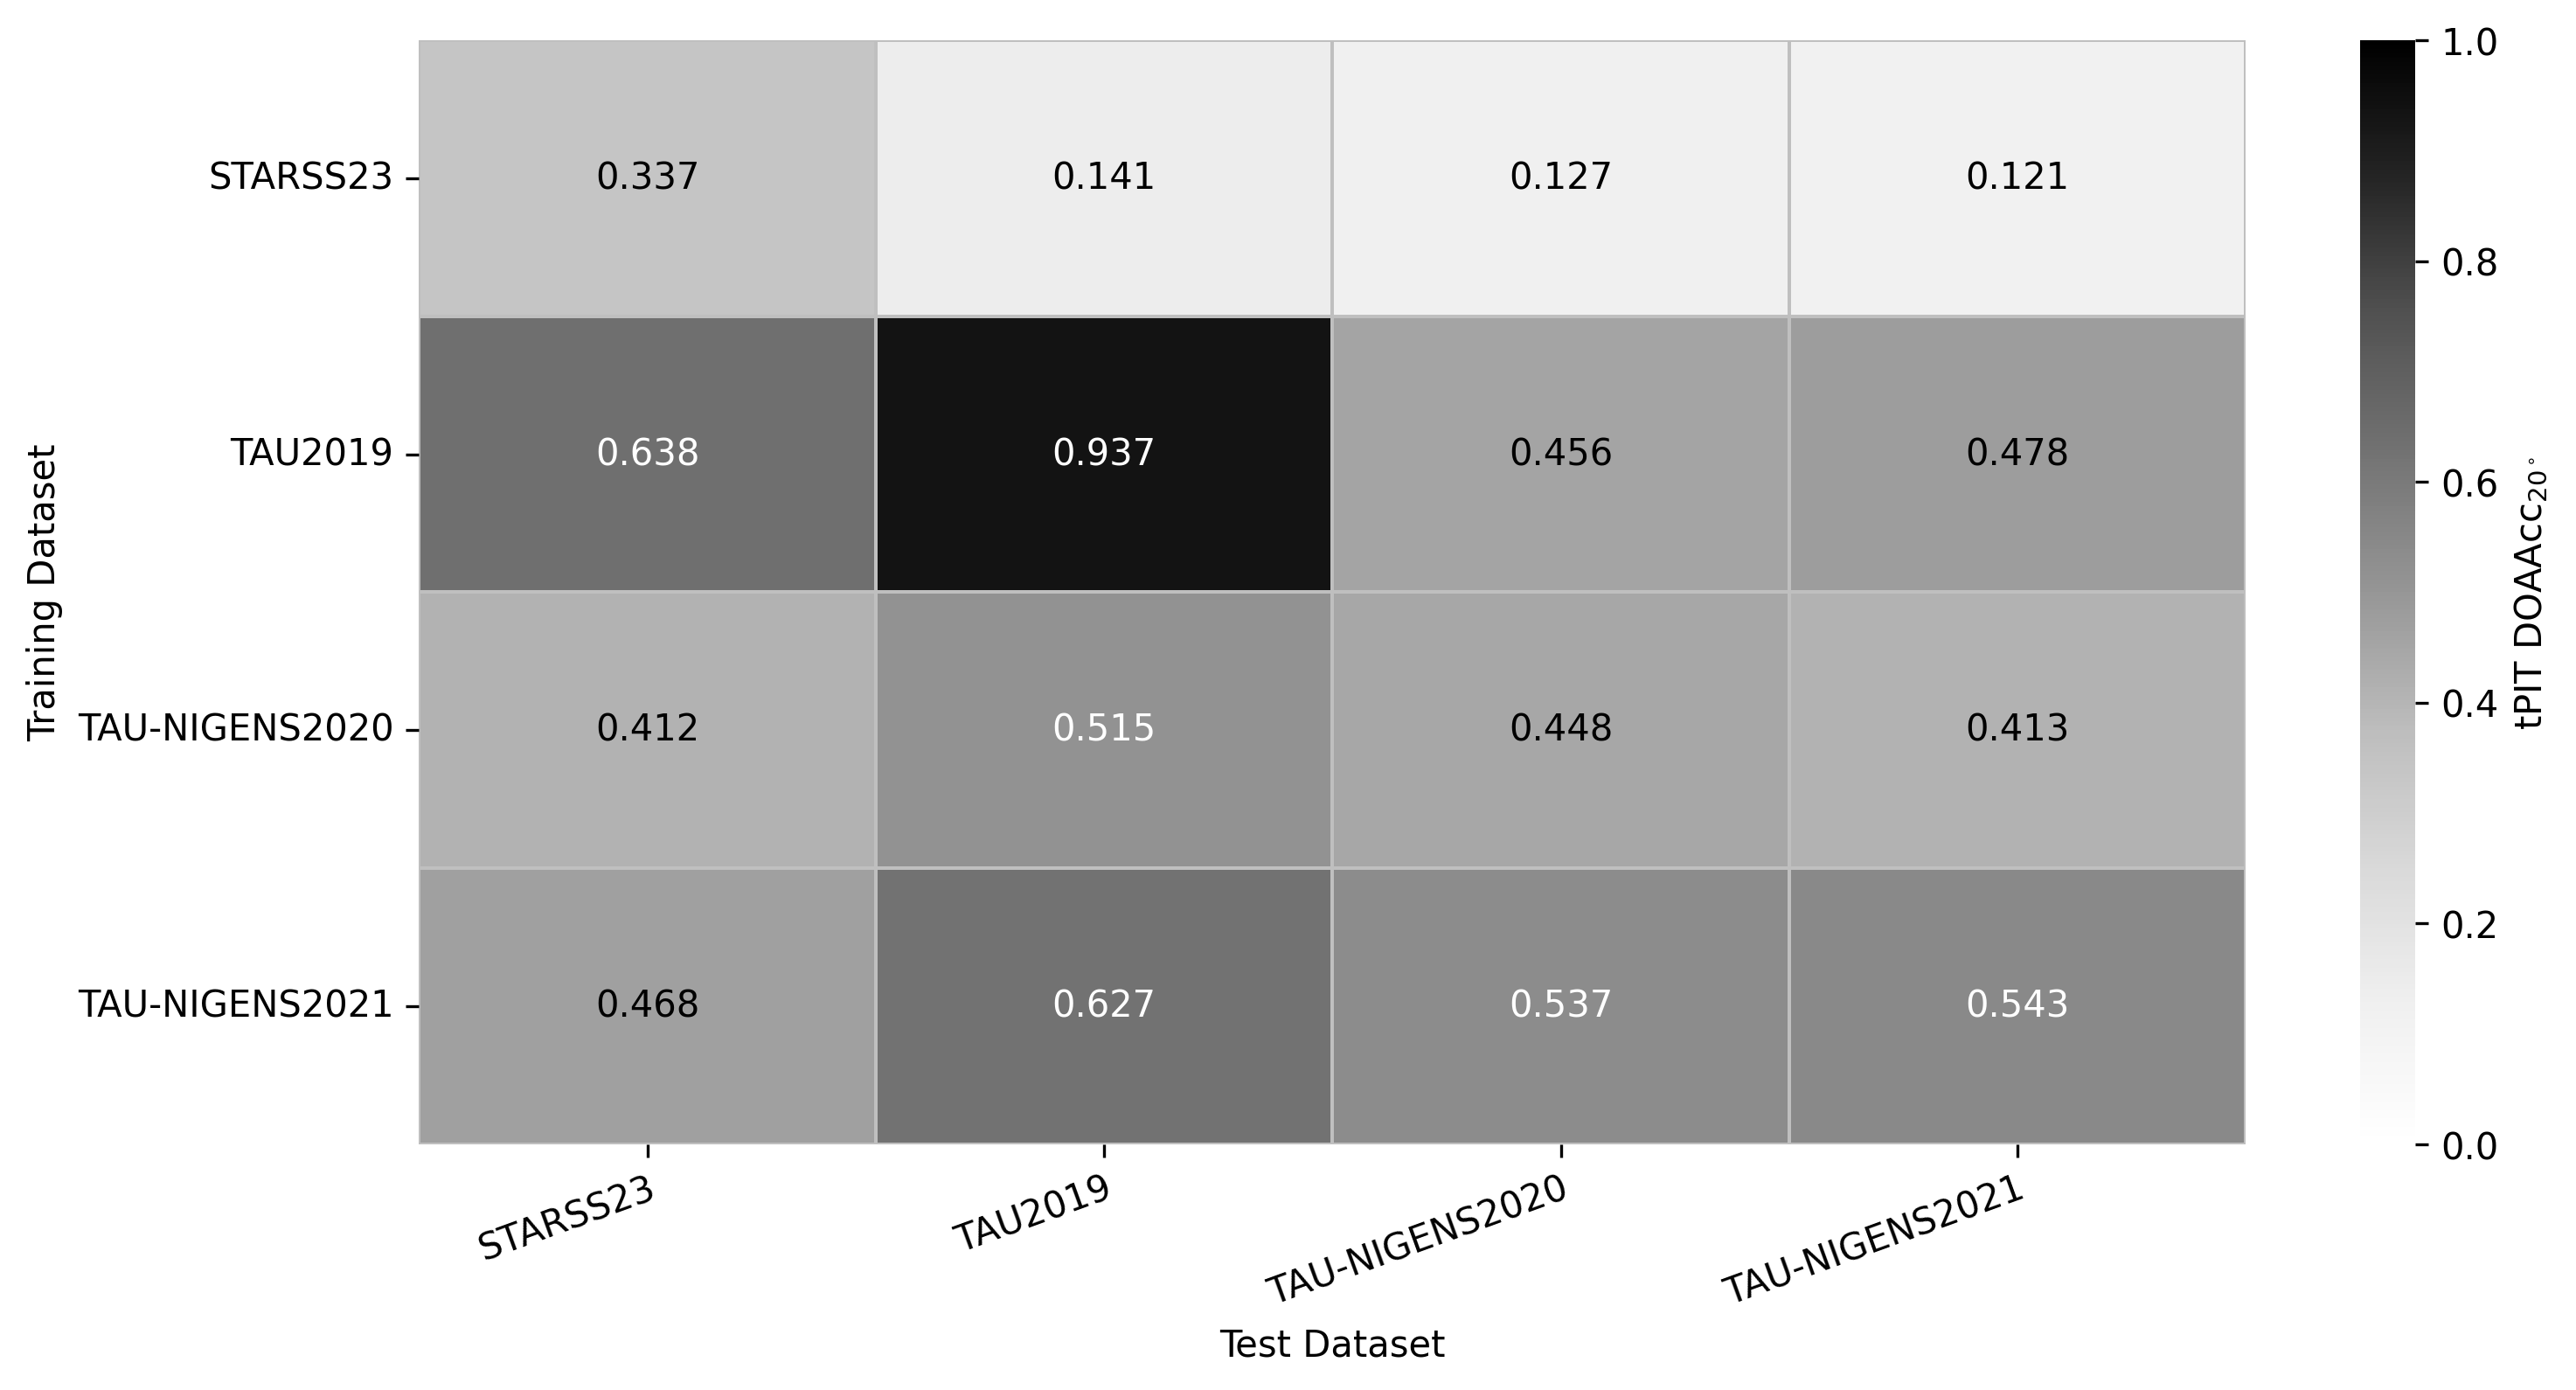 Training Dataset
STARSS23
0.337
0.141
0.127
0.121
TAU2019
0.638
0.937
0.456
0.478
TAU-NIGENS2020
0.412
0.515
0.448
0.413
TAU-NIGENS2021
0.468
0.627
0.537
0.543
STARSS23
TAU2019
TAU-NIGENS2020
TAU-NIGENS2021
Test Dataset
1.0
0.8
0.6
0.4
0.2
0.0
tPIT DOAAcc20°